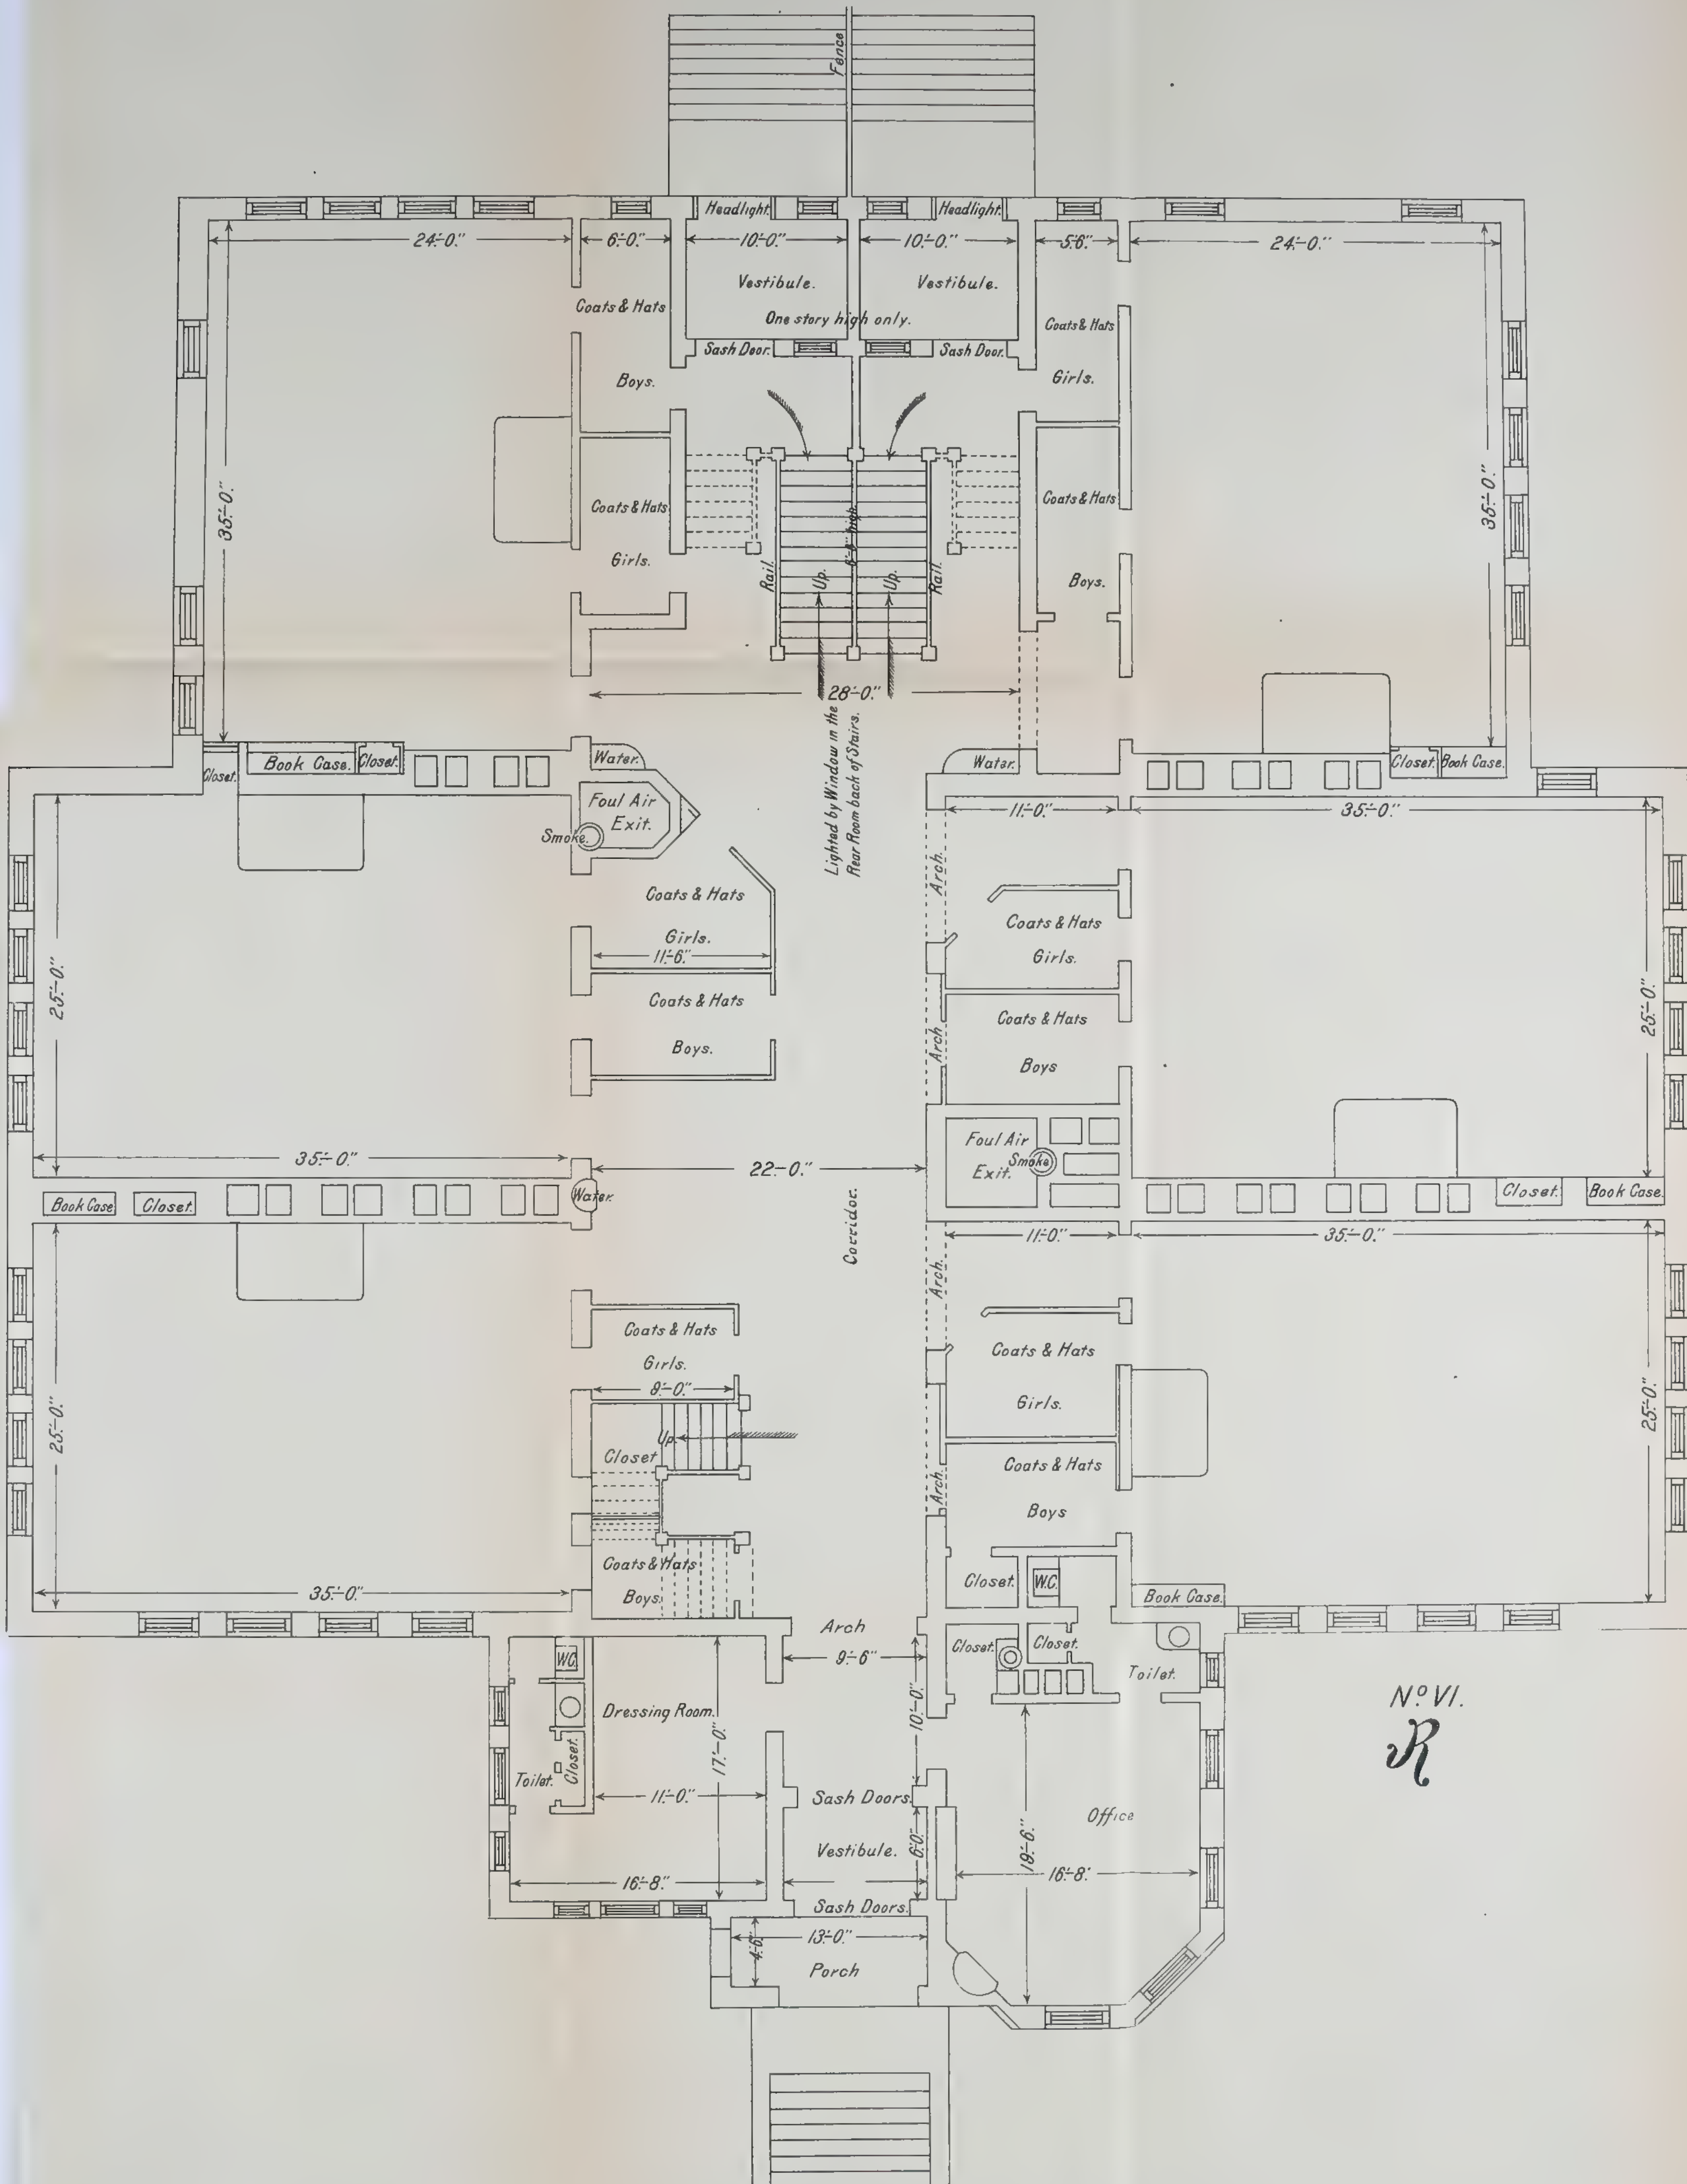 Fence
Headlight.
Headlight.
24'-0"
6'-0"
10'-0"
10'-0"
5'6"
24'-0"
Vestibule.
Vestibule.
One story high only.
Coats & Hats
Coats & Hats
Sash Door.
Sash Door.
Boys.
Girls.
35'-0"
Coats & Hats
Coats & Hats
35'-0"
Girls.
Boys.
Rail.
Up.
Up.
Rail.
28'-0"
Lighted by Window in the
Rear Room back of Stairs.
Closet.
Book Case.
Closet.
Water.
Water.
Closet.
Book Case.
Foul Air
Exit.
Smoke.
11'-0"
35'-0"
Arch.
Coats & Hats
Girls.
11'-6"
Coats & Hats
Girls.
25'-0"
25'-0"
Coats & Hats
Boys.
Arch
Coats & Hats
Boys
35'-0"
22'-0"
Foul Air
Exit.
Smoke
Book Case
Closet.
Water.
Closet.
Book Case.
Corridor.
11'-0"
35'-0"
Arch.
Coats & Hats
Girls.
9'-0"
Coats & Hats
Girls.
25'-0"
25'-0"
Up.
Closet
Arch
Coats & Hats
Boys
Coats & Hats
Boys.
35'-0"
Closet.
W.C.
Book Case.
Arch
9'-6"
Closet.
Closet.
Toilet.
W.C.
Dressing Room.
17'-0"
10'-0"
Toilet.
Closet.
11'-0"
Sash Doors.
Office
Vestibule.
6'-0"
19'-6"
16'-8"
16'-8"
Sash Doors.
13'-0"
4'-6"
Porch
No. VI.
R